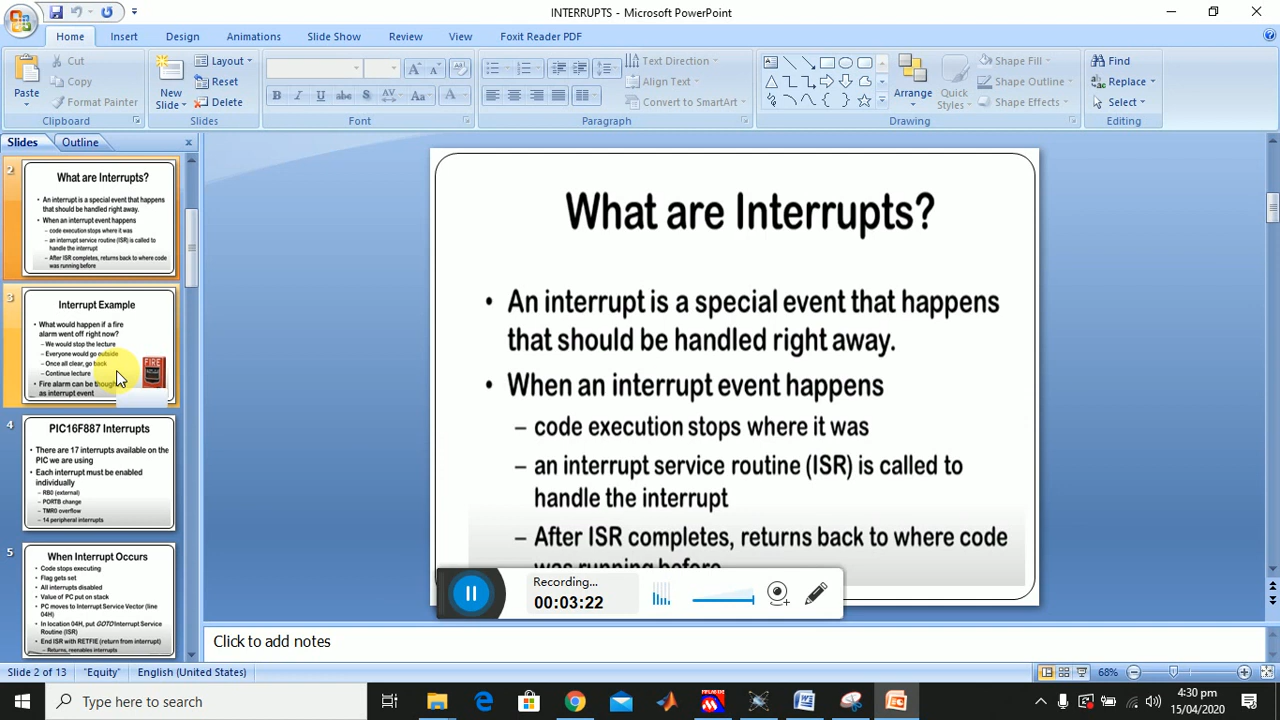 INTERRUPTS - Microsoft PowerPoint
Home Insert Design Animations Slide Show Review View Foxit Reader PDF
Paste
Cut
Copy
Format Painter
Clipboard
New
Slide
Layout
Reset
Delete
Slides
B I U abc S AV Aa A
Font
Text Direction
Align Text
Convert to SmartArt
Paragraph
Arrange
Quick
Styles
Shape Fill
Shape Outline
Shape Effects
Drawing
Find
Replace
Select
Editing
Slides Outline
2
What are Interrupts?
An interrupt is a special event that happens
that should be handled right away.
When an interrupt event happens
– code execution stops where it was
– an interrupt service routine (ISR) is called to
handle the interrupt
– After ISR completes, returns back to where code
was running before
3
Interrupt Example
• What would happen if a fire
alarm went off right now?
– We would stop the lecture
– Everyone would go outside
– Once all clear, go back
– Continue lecture
• Fire alarm can be
as interrupt event
FIRE
4
PIC16F887 Interrupts
• There are 17 interrupts available on the
PIC we are using
• Each interrupt must be enabled
individually
– RB0 (external)
– PORTB change
– TMR0 overflow
– 14 peripheral interrupts
5
When Interrupt Occurs
• Code stops executing
• Flag gets set
• All interrupts disabled
• Value of PC put on stack
• PC moves to Interrupt Service Vector (line
04H)
• In location 04H, put GOTO Interrupt Service
Routine (ISR)
• End ISR with RETFIE (return from interrupt)
– Returns, reenables interrupts
What are Interrupts?
• An interrupt is a special event that happens
that should be handled right away.
• When an interrupt event happens
– code execution stops where it was
– an interrupt service routine (ISR) is called to
handle the interrupt
– After ISR completes, returns back to where code
was running before
Recording...
00:03:22
Click to add notes
Slide 2 of 13 "Equity" English (United States) 68%
Type here to search
4:30 pm
15/04/2020